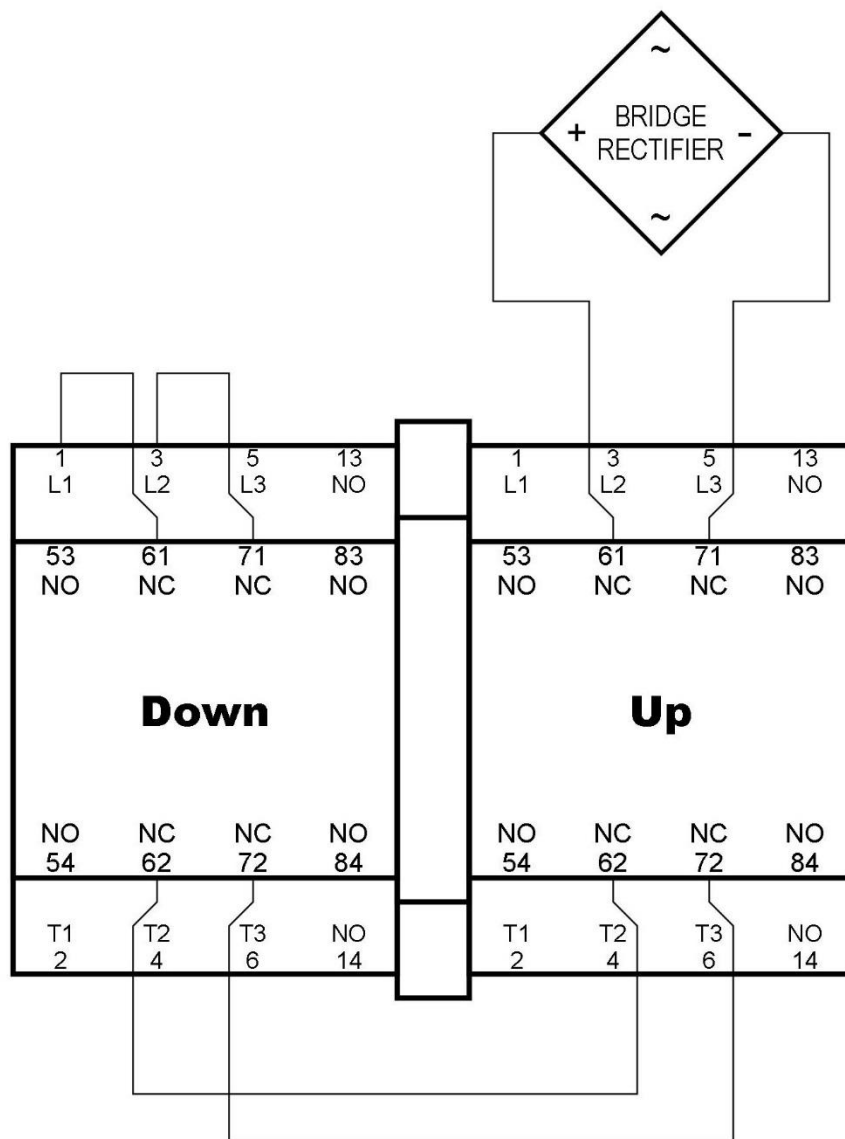 ~
+ BRIDGE RECTIFIER -
~
1 3 5 13 1 3 5 13
L1 L2 L3 NO L1 L2 L3 NO
53 61 71 83 53 61 71 83
NO NC NC NO NO NC NC NO
Down Up
NO NC NC NO NO NC NC NO
54 62 72 84 54 62 72 84
T1 T2 T3 NO T1 T2 T3 NO
2 4 6 14 2 4 6 14